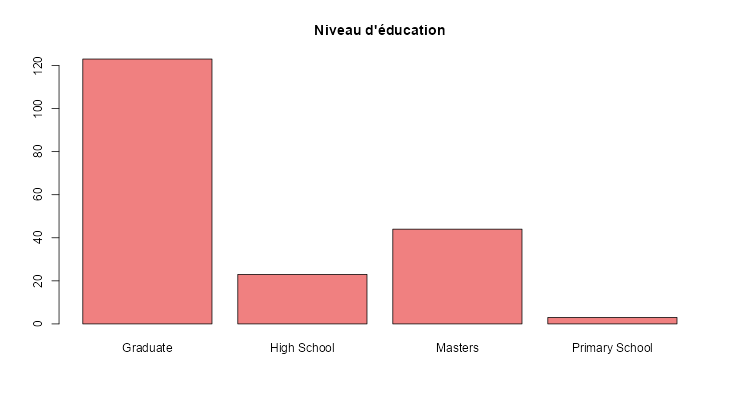 Niveau d'éducation
120
100
80
60
40
20
0
Graduate
High School
Masters
Primary School